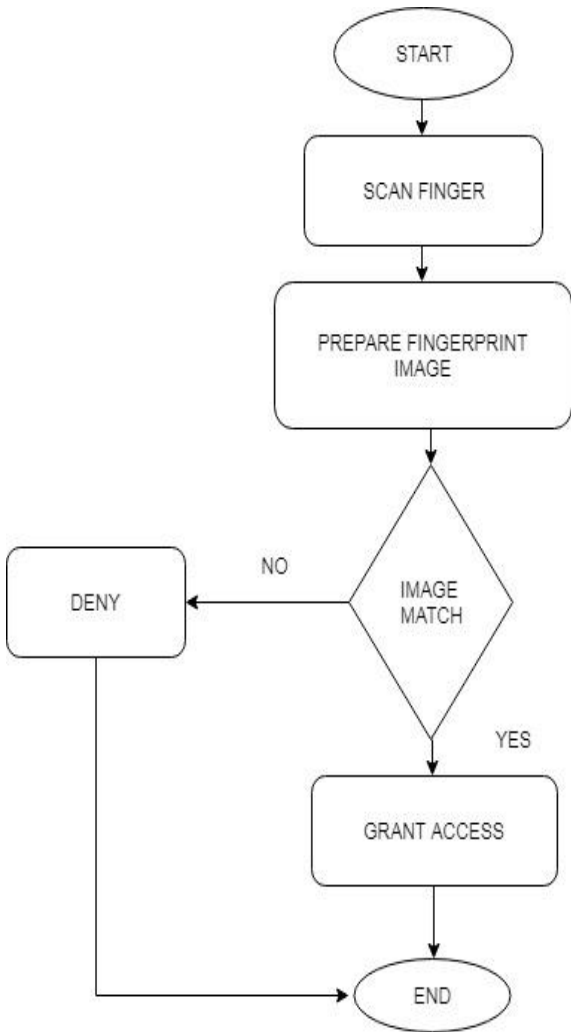 START
SCAN FINGER
PREPARE FINGERPRINT
IMAGE
IMAGE
MATCH
NO
DENY
YES
GRANT ACCESS
END